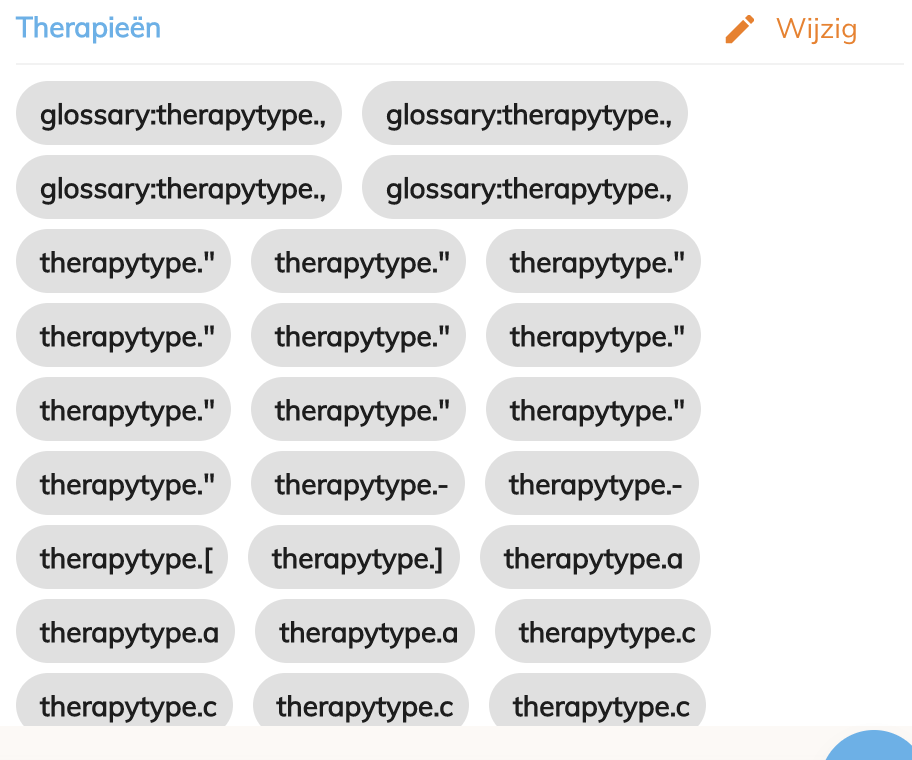 Therapieën Wijzig
glossary:therapytype., glossary:therapytype.,
glossary:therapytype., glossary:therapytype.,
therapytype." therapytype." therapytype."
therapytype." therapytype." therapytype."
therapytype." therapytype." therapytype."
therapytype." therapytype.- therapytype.-
therapytype.[ therapytype.] therapytype.a
therapytype.a therapytype.a therapytype.c
therapytype.c therapytype.c therapytype.c